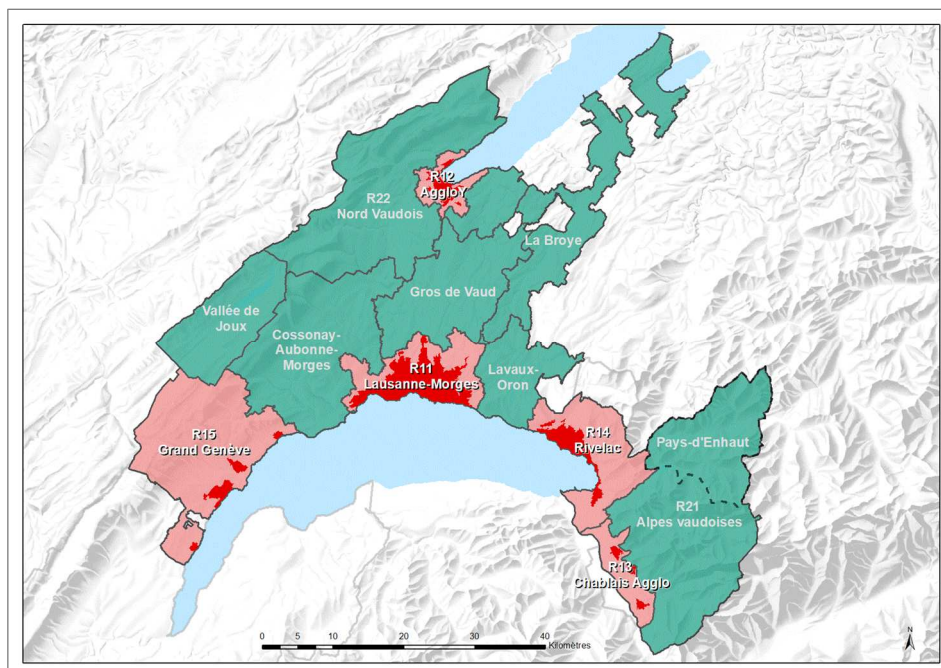 R12
AggloY
R22
Nord Vaudois
La Broye
Gros de Vaud
Vallée de
Joux
Cossonay-
Aubonne-
Morges
R11
Lausanne-Morges
Lavaux-
Oron
R15
Grand Genève
R14
Rivelac
Pays-d'Enhaut
R21
Alpes vaudoises
R13
Chablais Agglo
0 5 10 20 30 40
Kilomètres
N